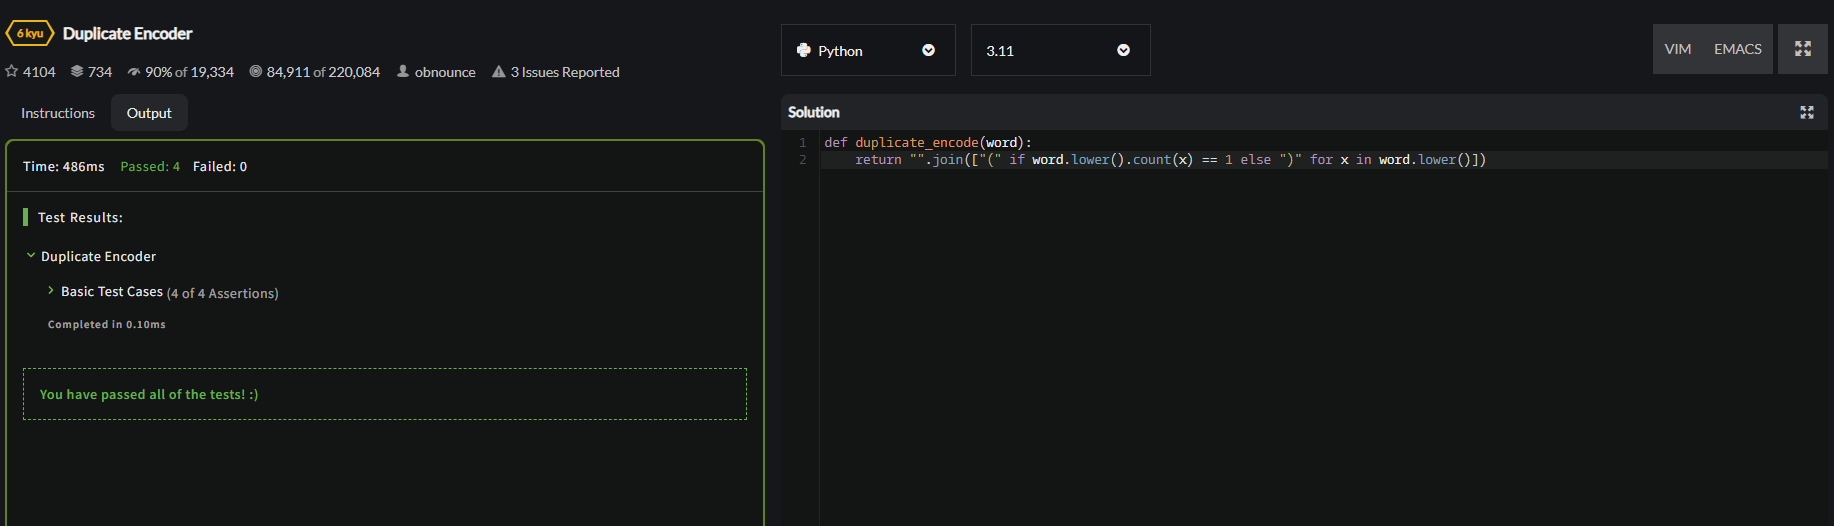 6 kyu Duplicate Encoder
4104 734 90% of 19,334 84,911 of 220,084 obnounce 3 Issues Reported
Instructions Output
Time: 486ms Passed: 4 Failed: 0
Test Results:
Duplicate Encoder
Basic Test Cases (4 of 4 Assertions)
Completed in 0.10ms
You have passed all of the tests! :)
Python 3.11 VIM EMACS
Solution
1 def duplicate_encode(word):
2     return "".join(["(" if word.lower().count(x) == 1 else ")" for x in word.lower()])